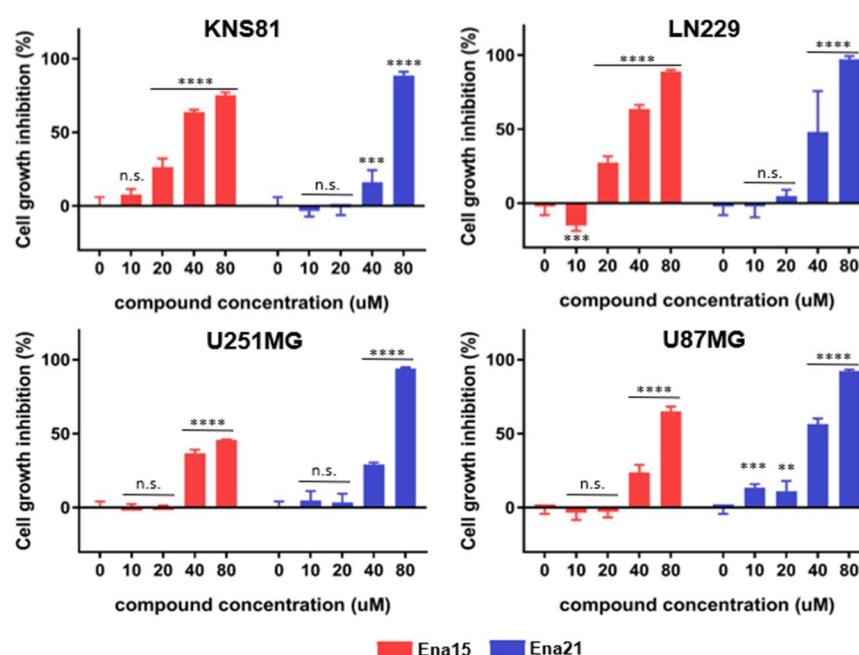 KNS81
Cell growth inhibition (%)
100
50
0
n.s.
****
n.s.
***
****
0 10 20 40 80 0 10 20 40 80
compound concentration (uM)
LN229
Cell growth inhibition (%)
100
50
0
***
****
n.s.
****
0 10 20 40 80 0 10 20 40 80
compound concentration (uM)
U251MG
Cell growth inhibition (%)
100
50
0
n.s.
****
n.s.
****
0 10 20 40 80 0 10 20 40 80
compound concentration (uM)
U87MG
Cell growth inhibition (%)
100
50
0
n.s.
****
***
**
****
0 10 20 40 80 0 10 20 40 80
compound concentration (uM)
Ena15 Ena21